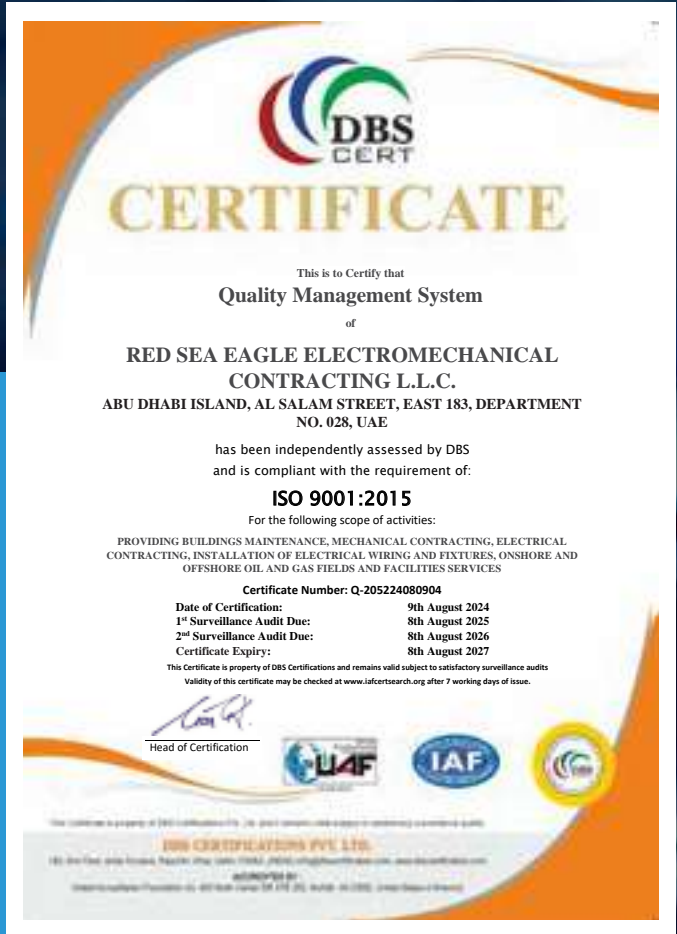 DBS
CERT
CERTIFICATE
This is to Certify that
Quality Management System
of
RED SEA EAGLE ELECTROMECHANICAL
CONTRACTING L.L.C.
ABU DHABI ISLAND, AL SALAM STREET, EAST 183, DEPARTMENT
NO. 028, UAE
has been independently assessed by DBS
and is compliant with the requirement of:
ISO 9001:2015
For the following scope of activities:
PROVIDING BUILDINGS MAINTENANCE, MECHANICAL CONTRACTING, ELECTRICAL
CONTRACTING, INSTALLATION OF ELECTRICAL WIRING AND FIXTURES, ONSHORE AND
OFFSHORE OIL AND GAS FIELDS AND FACILITIES SERVICES
Certificate Number: Q-205224080904
Date of Certification: 9th August 2024
1st Surveillance Audit Due: 8th August 2025
2nd Surveillance Audit Due: 8th August 2026
Certificate Expiry: 8th August 2027
This Certificate is property of DBS Certifications and remains valid subject to satisfactory surveillance audits
Validity of this certificate may be checked at www.iafcertsearch.org after 7 working days of issue.
Head of Certification
UAF
IAF
DBS
DBS CERTIFICATIONS PVT. LTD.
ACCREDITED BY